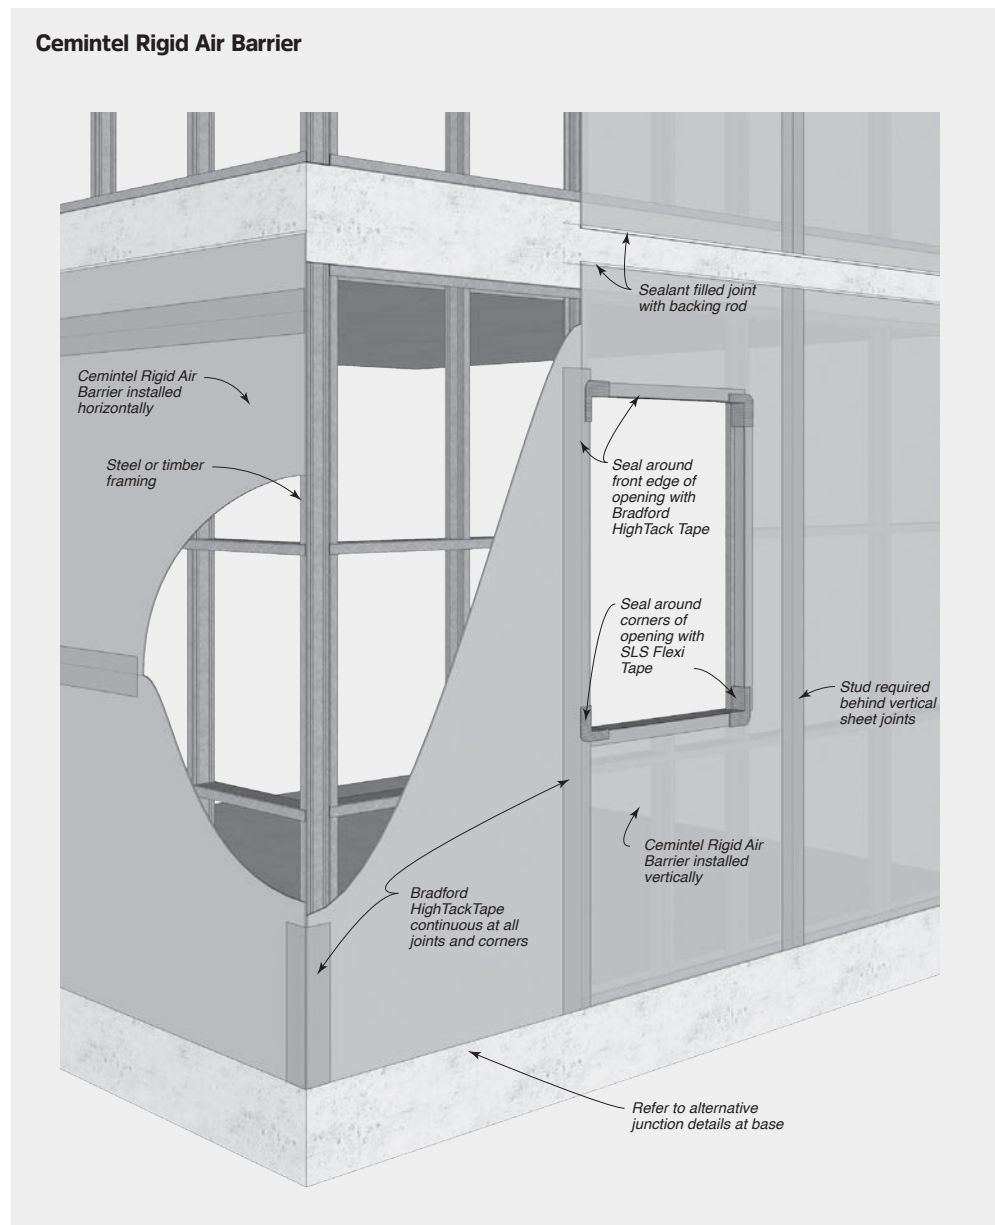 Cemintel Rigid Air Barrier
Sealant filled joint
with backing rod
Cemintel Rigid Air
Barrier installed
horizontally
Steel or timber
framing
Seal around
front edge of
opening with
Bradford
HighTack Tape
Seal around
corners of
opening with
SLS Flexi
Tape
Stud required
behind vertical
sheet joints
Cemintel Rigid Air
Barrier installed
vertically
Bradford
HighTackTape
continuous at all
joints and corners
Refer to alternative
junction details at base